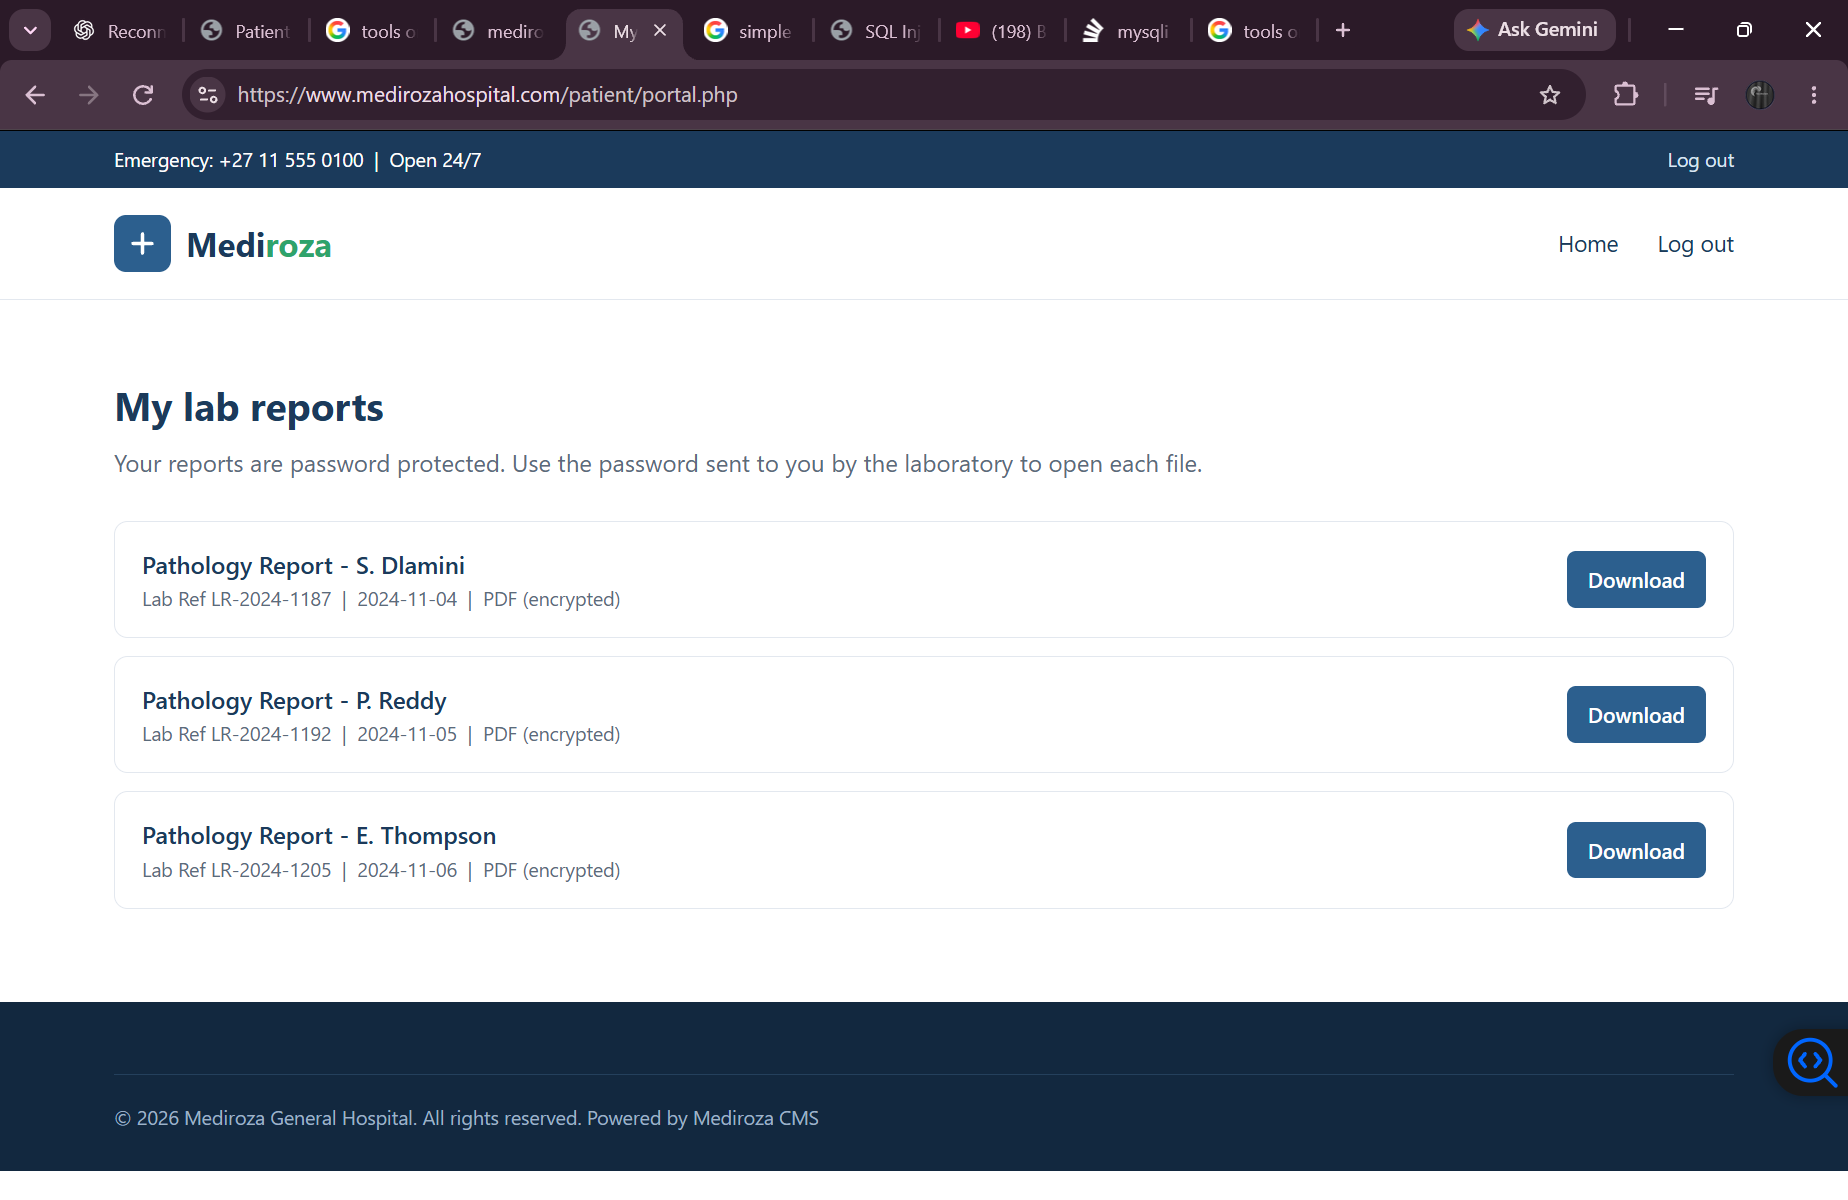 Reconn
Patient
tools o
mediro
My
simple
SQL Inj
(198) B
mysqli
tools o
Ask Gemini
https://www.medirozahospital.com/patient/portal.php
Emergency: +27 11 555 0100 | Open 24/7
Log out
Mediroza
Home
Log out
My lab reports
Your reports are password protected. Use the password sent to you by the laboratory to open each file.
Pathology Report - S. Dlamini
Lab Ref LR-2024-1187 | 2024-11-04 | PDF (encrypted)
Download
Pathology Report - P. Reddy
Lab Ref LR-2024-1192 | 2024-11-05 | PDF (encrypted)
Download
Pathology Report - E. Thompson
Lab Ref LR-2024-1205 | 2024-11-06 | PDF (encrypted)
Download
© 2026 Mediroza General Hospital. All rights reserved. Powered by Mediroza CMS